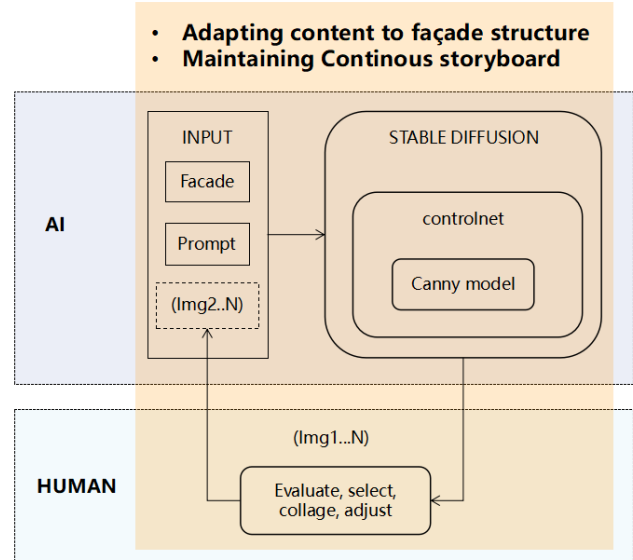 • Adapting content to façade structure
• Maintaining Continous storyboard
INPUT
STABLE DIFFUSION
Facade
controlnet
AI
Prompt
Canny model
(Img2..N)
(Img1...N)
HUMAN
Evaluate, select,
collage, adjust